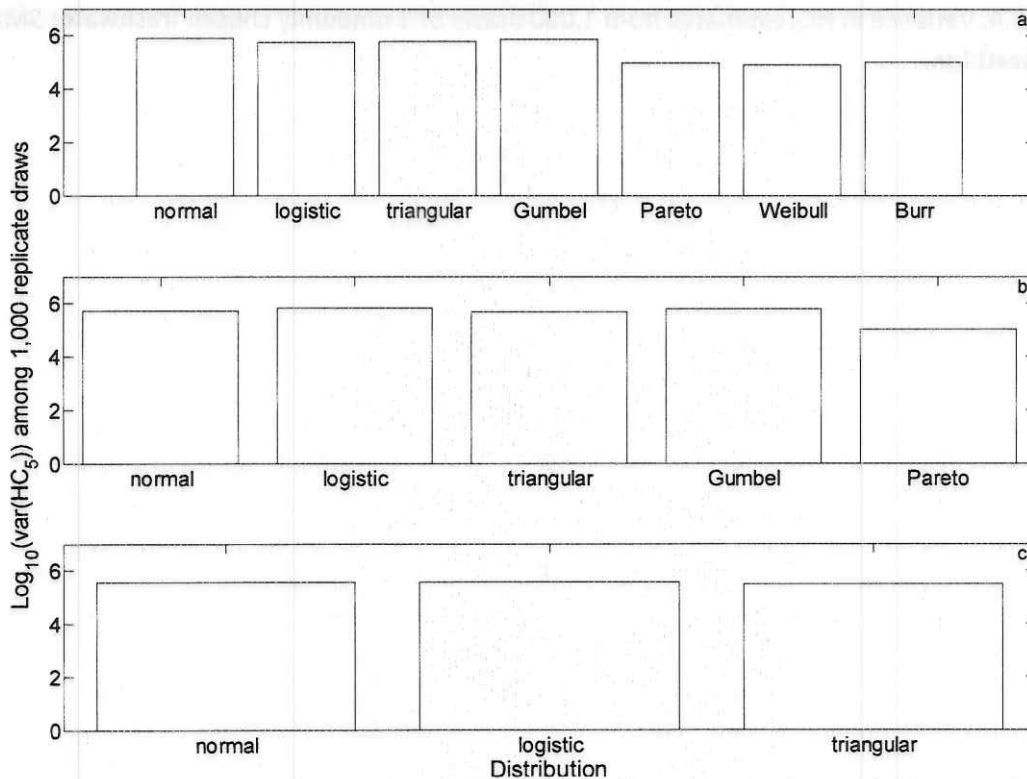 a
6
4
2
0
normal logistic triangular Gumbel Pareto Weibull Burr
b
6
4
2
0
normal logistic triangular Gumbel Pareto
c
6
4
2
0
normal logistic triangular
Distribution
Log10(var(HC5)) among 1,000 replicate draws